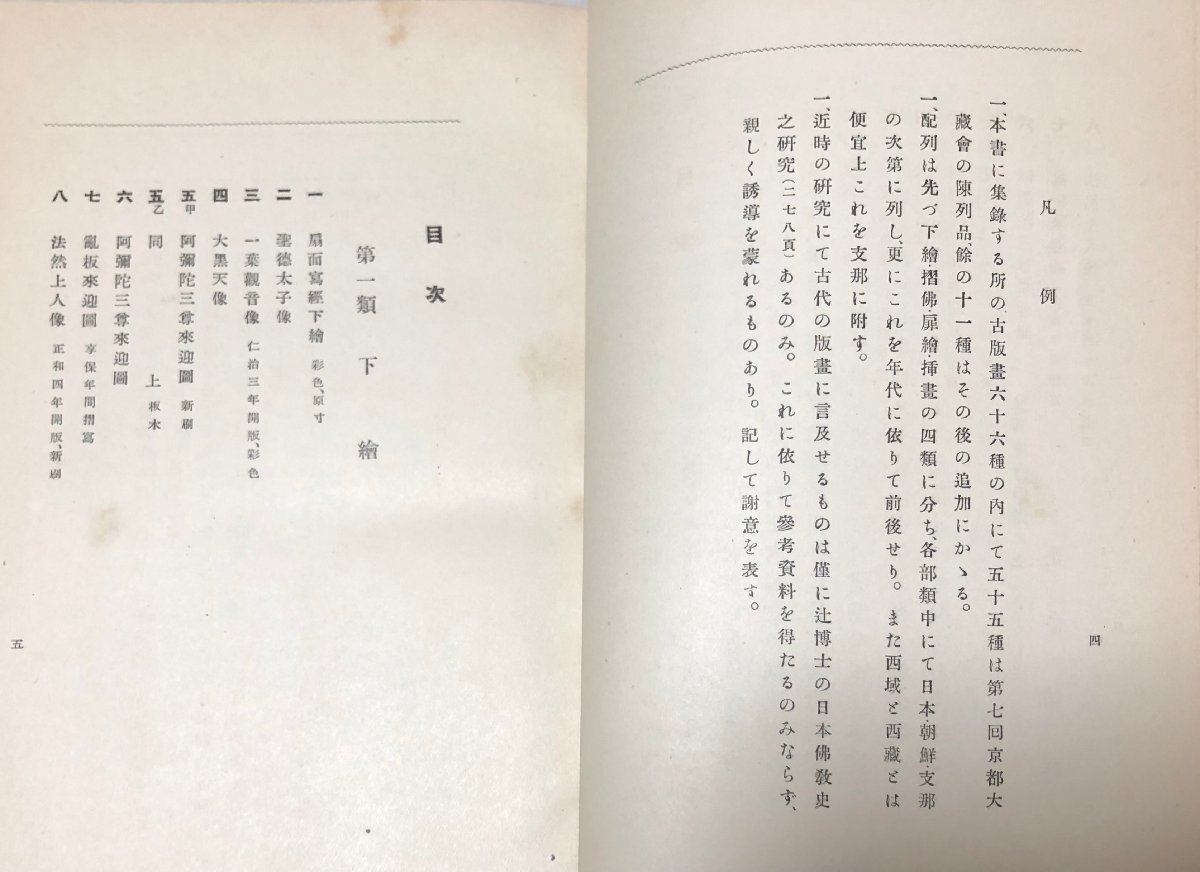 凡例
一、本書に集錄する所の、古版畫六十六種の內にて五十五種は第七回京都大
藏會の陳列品、餘の十一種はその後の追加にかゝる。
一、配列は先づ下繪・摺佛・扉繪・挿畫の四類に分ち、各部類中にて日本・朝鮮・支那
の次第に列し、更にこれを年代に依りて前後せり。また西域と西藏とは
便宜上これを支那に附す。
一、近時の硏究にて古代の版畫に言及せるものは僅に辻博士の日本佛敎史
之硏究(二七八頁)あるのみ。これに依りて參考資料を得たるのみならず、
親しく誘導を蒙れるものあり。記して謝意を表す。
四
目次
第一類 下繪
一 扇面寫經下繪 彩色、原寸
二 聖德太子像
三 一葉觀音像 仁治三年開版、彩色
四 大黑天像
五甲 阿彌陀三尊來迎圖 新刷
五乙 同 上 板木
六 阿彌陀三尊來迎圖
七 亂板來迎圖 享保年間摺寫
八 法然上人像 正和四年開版、新刷
五